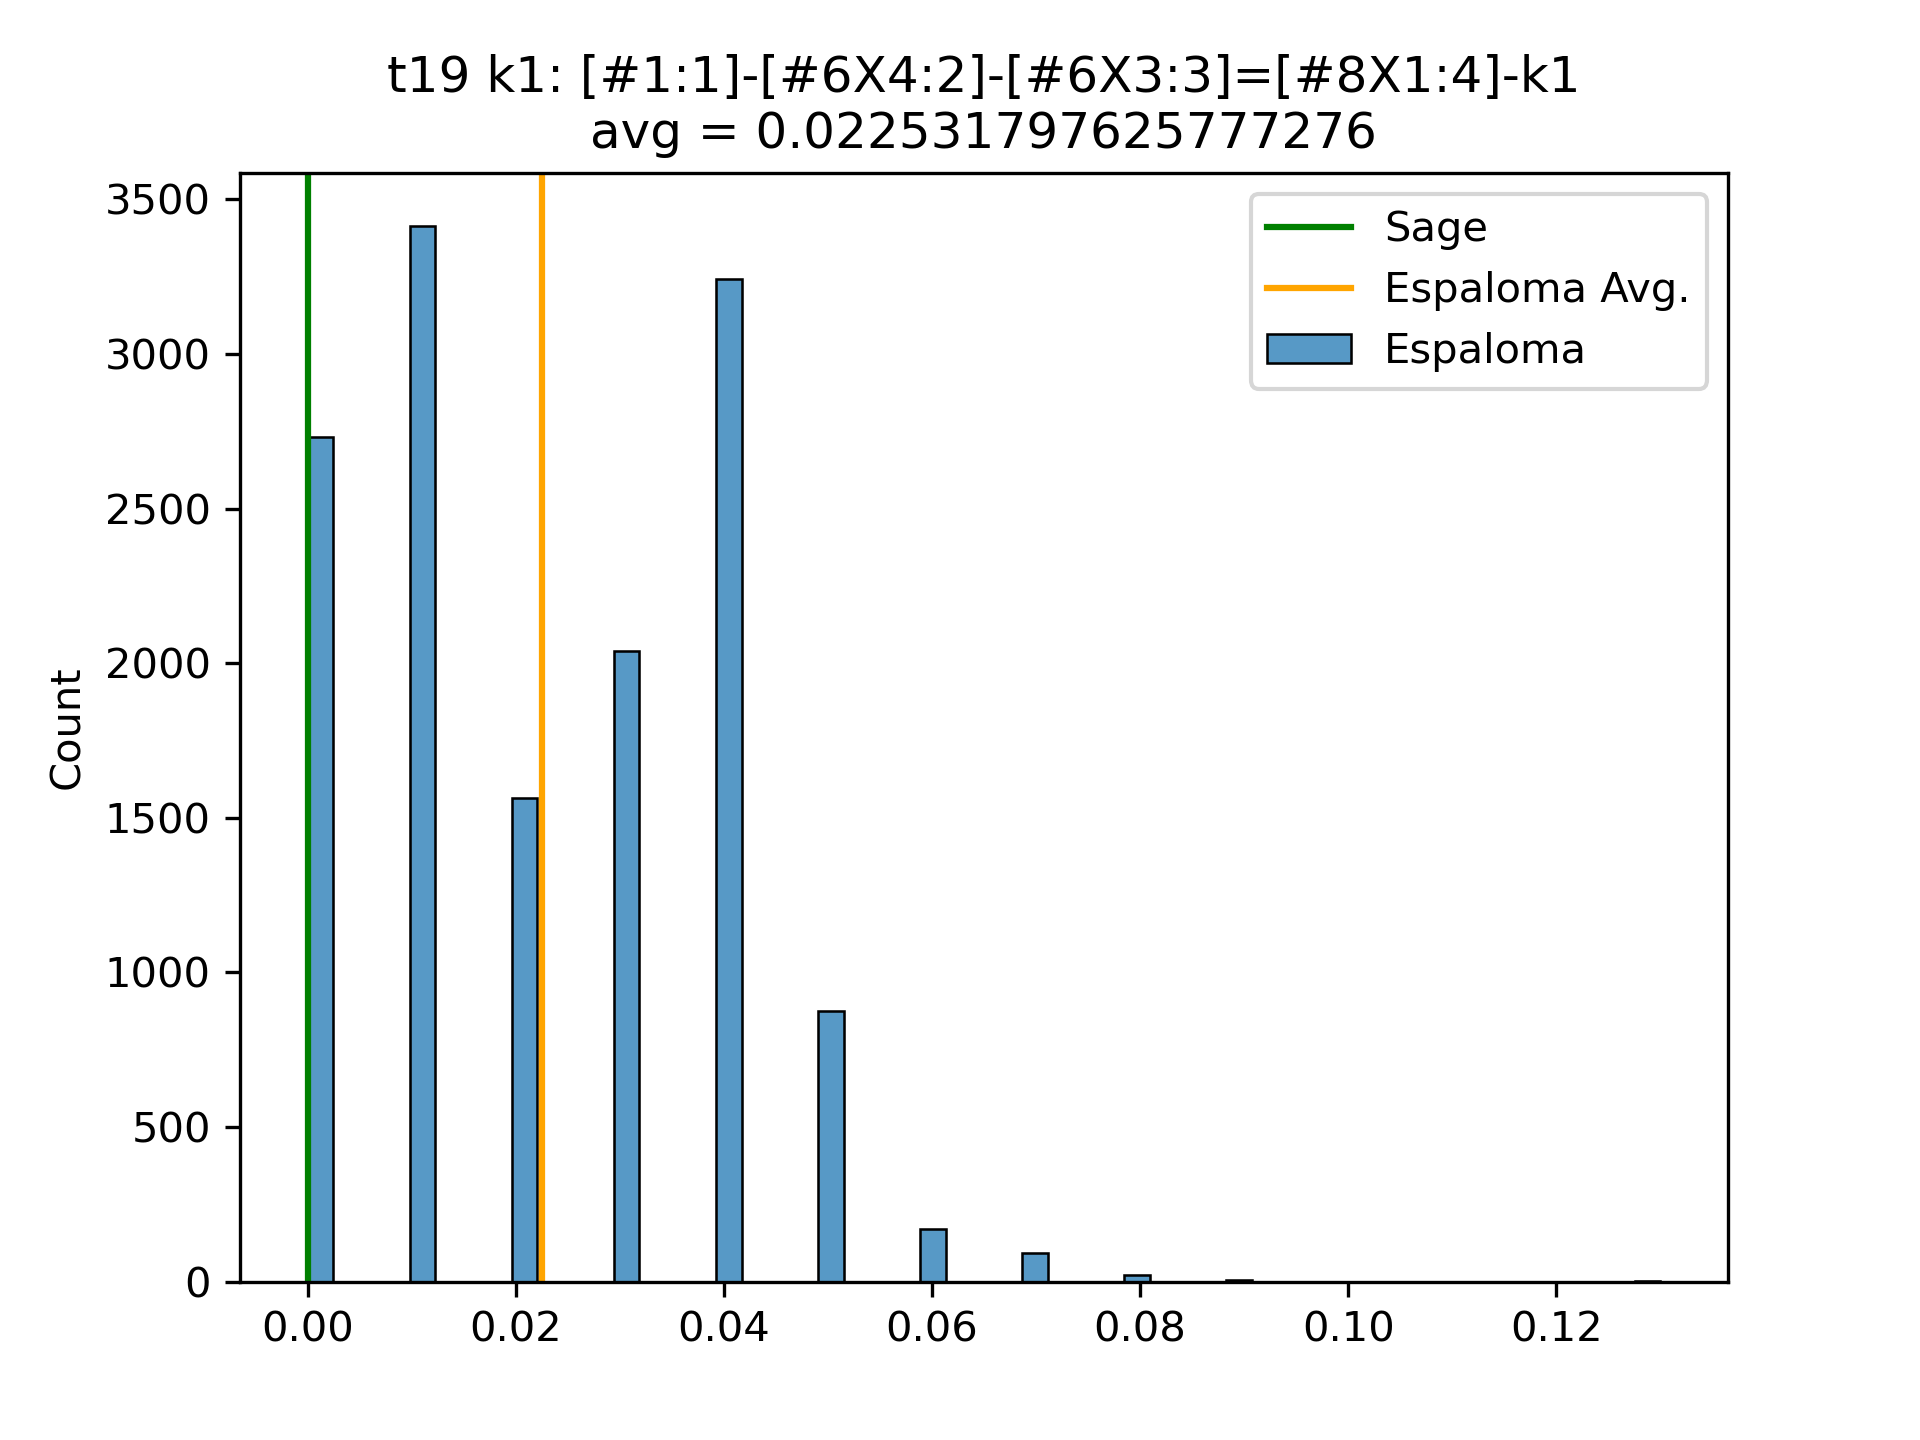 t19 k1: [#1:1]-[#6X4:2]-[#6X3:3]=[#8X1:4]-k1
avg = 0.022531797625777276
Sage
Espaloma Avg.
Espaloma
Count
3500
3000
2500
2000
1500
1000
500
0
0.00 0.02 0.04 0.06 0.08 0.10 0.12